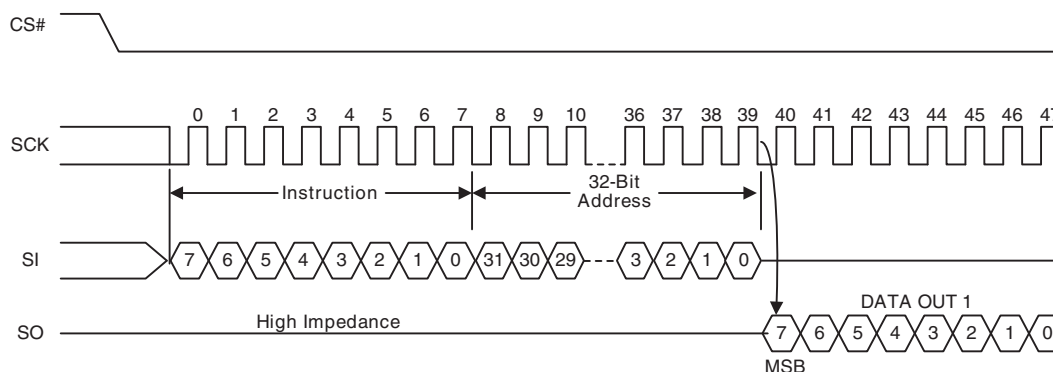 CS#
0 1 2 3 4 5 6 7 8 9 10 36 37 38 39 40 41 42 43 44 45 46 47
SCK
Instruction
32-Bit
Address
SI
7 6 5 4 3 2 1 0 31 30 29 3 2 1 0
High Impedance
DATA OUT 1
SO
7 6 5 4 3 2 1 0
MSB